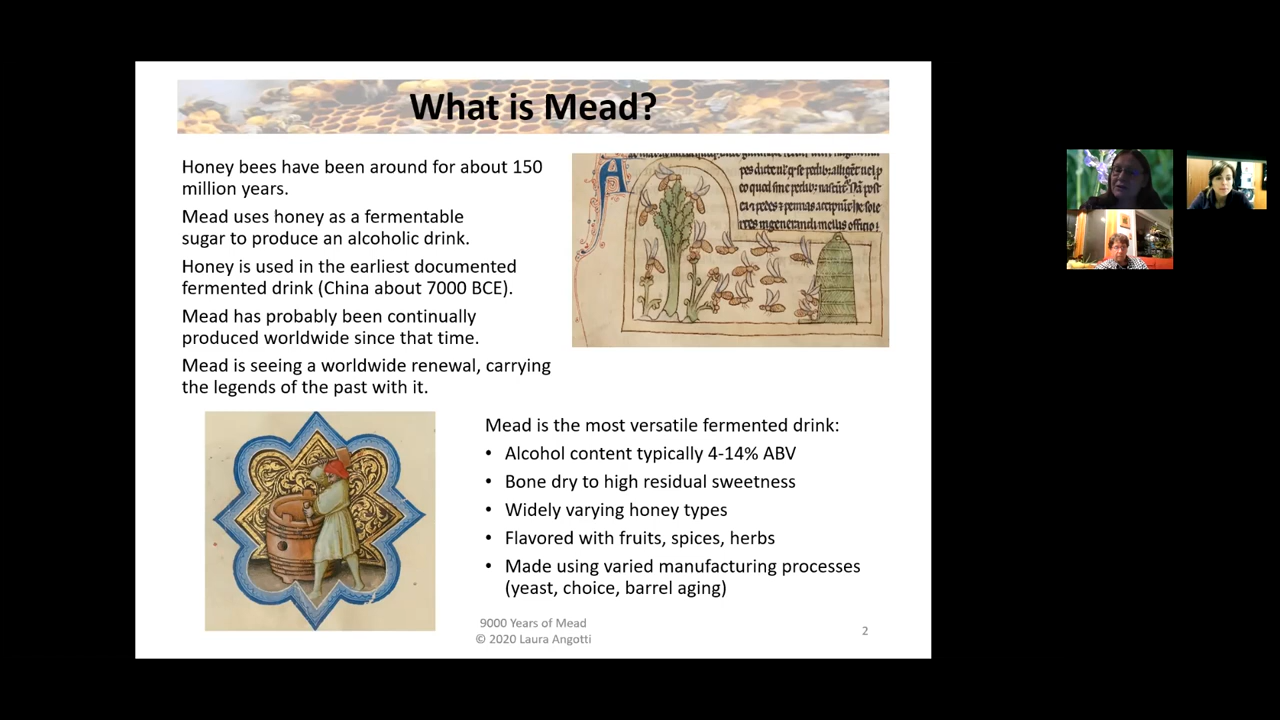 What is Mead?
Honey bees have been around for about 150
million years.
Mead uses honey as a fermentable
sugar to produce an alcoholic drink.
Honey is used in the earliest documented
fermented drink (China about 7000 BCE).
Mead has probably been continually
produced worldwide since that time.
Mead is seeing a worldwide renewal, carrying
the legends of the past with it.
Mead is the most versatile fermented drink:
• Alcohol content typically 4-14% ABV
• Bone dry to high residual sweetness
• Widely varying honey types
• Flavored with fruits, spices, herbs
• Made using varied manufacturing processes
(yeast, choice, barrel aging)
9000 Years of Mead
© 2020 Laura Angotti
2